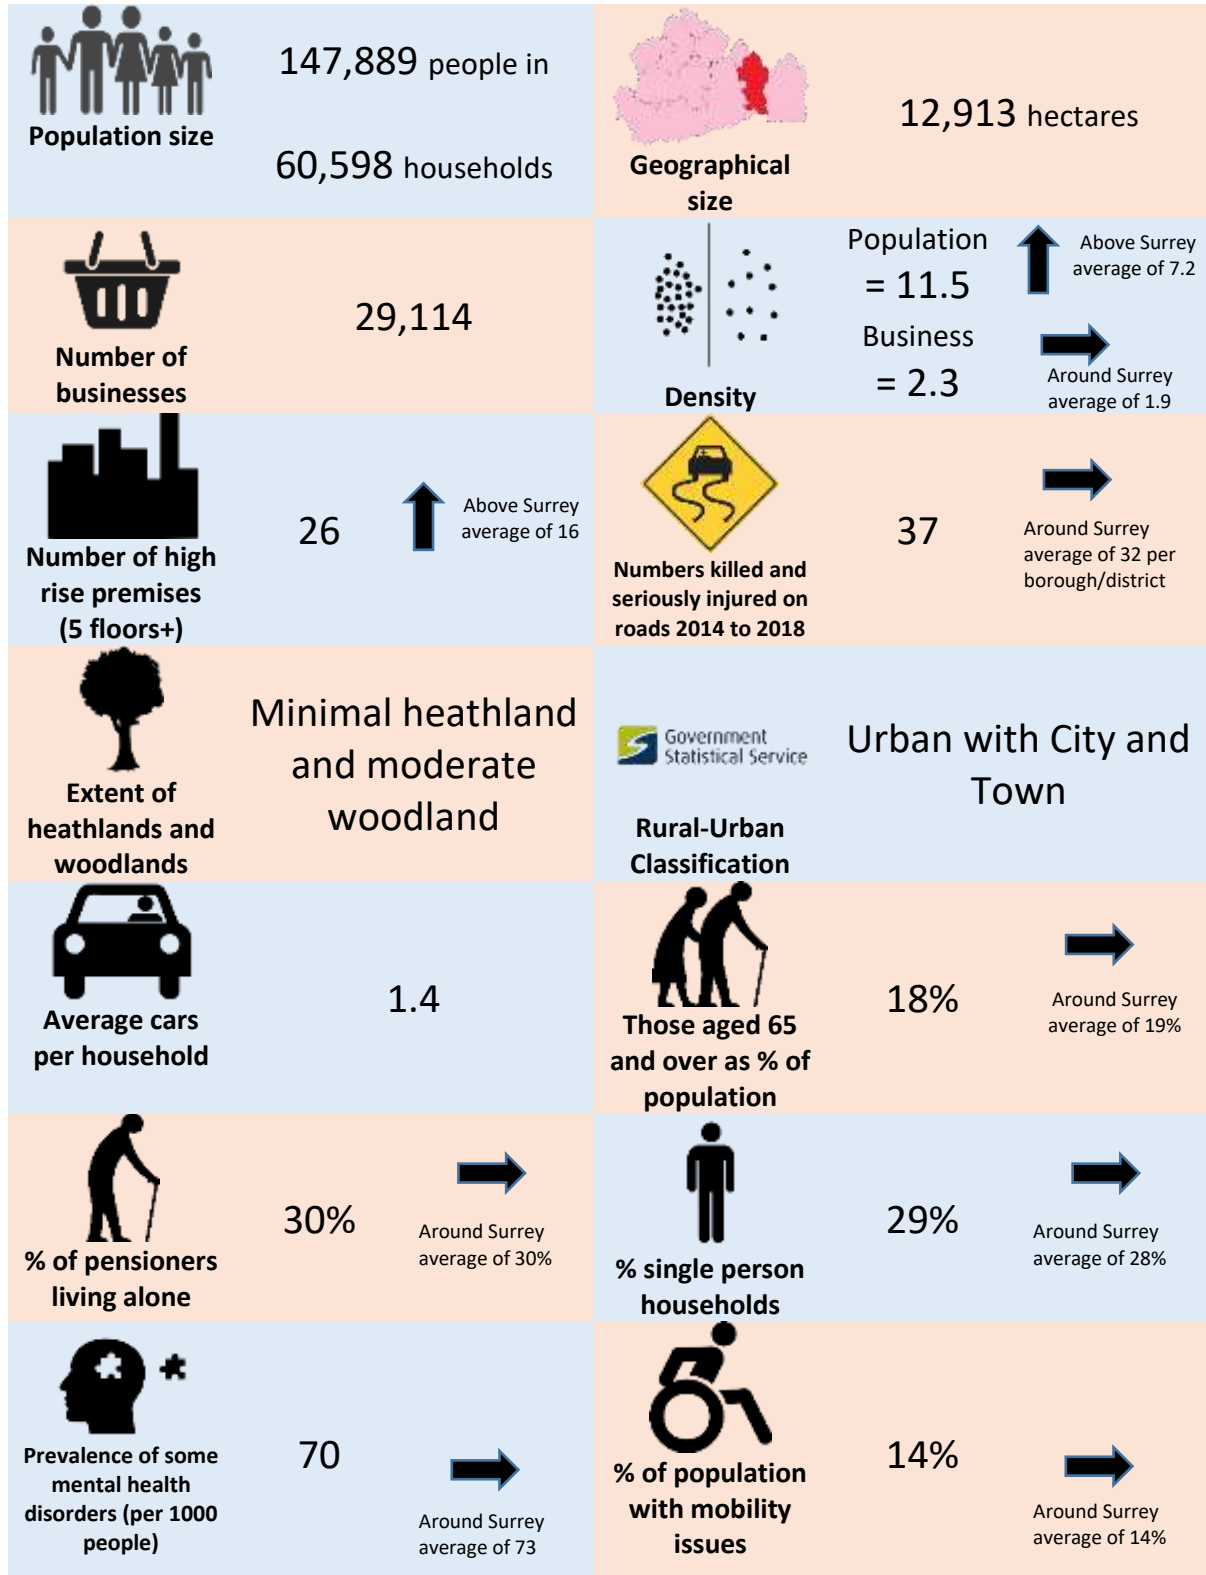 147,889 people in
60,598 households
Population size
12,913 hectares
Geographical
size
29,114
Number of
businesses
Population
= 11.5
Above Surrey
average of 7.2
Business
= 2.3
Around Surrey
average of 1.9
Density
26
Above Surrey
average of 16
Number of high
rise premises
(5 floors+)
37
Around Surrey
average of 32 per
borough/district
Numbers killed and
seriously injured on
roads 2014 to 2018
Minimal heathland
and moderate
woodland
Extent of
heathlands and
woodlands
Government
Statistical Service
Urban with City and
Town
Rural-Urban
Classification
1.4
Average cars
per household
18%
Around Surrey
average of 19%
Those aged 65
and over as % of
population
30%
Around Surrey
average of 30%
% of pensioners
living alone
29%
Around Surrey
average of 28%
% single person
households
70
Around Surrey
average of 73
Prevalence of some
mental health
disorders (per 1000
people)
14%
Around Surrey
average of 14%
% of population
with mobility
issues